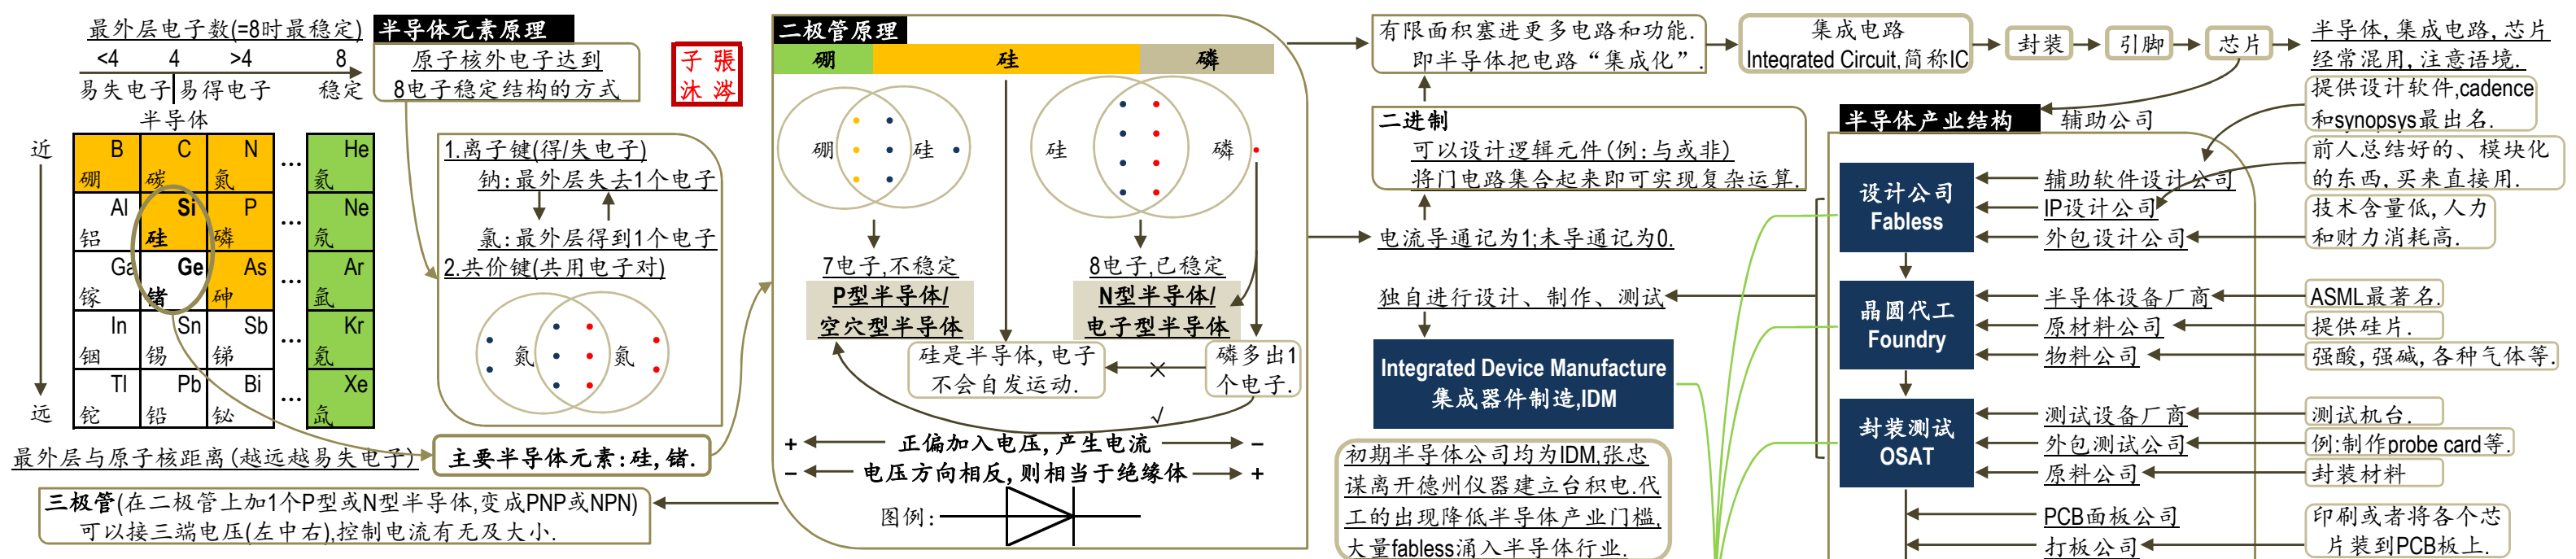 最外层电子数(=8时最稳定)
<4 4 >4 8
易失电子 易得电子 稳定
半导体
近
B C N ... He
硼 碳 氮 氦
Al Si P ... Ne
铝 硅 磷 氖
Ga Ge As ... Ar
镓 锗 砷 氩
In Sn Sb ... Kr
铟 锡 锑 氪
Tl Pb Bi ... Xe
铊 铅 铋 氙
远
最外层与原子核距离(越远越易失电子)
半导体元素原理
原子核外电子达到
8电子稳定结构的方式
子 張
沐 涔
1.离子键(得/失电子)
钠:最外层失去1个电子
氯:最外层得到1个电子
2.共价键(共用电子对)
氮 氮
主要半导体元素:硅,锗.
三极管(在二极管上加1个P型或N型半导体,变成PNP或NPN)
可以接三端电压(左中右),控制电流有无及大小.
二极管原理
硼 硅 磷
硼 硅
硅 磷
7电子,不稳定
P型半导体/
空穴型半导体
8电子,已稳定
N型半导体/
电子型半导体
硅是半导体,电子
不会自发运动.
×
磷多出1
个电子.
√
+ 正偏加入电压,产生电流 −
− 电压方向相反,则相当于绝缘体 +
图例:
有限面积塞进更多电路和功能.
即半导体把电路“集成化”.
集成电路
Integrated Circuit,简称IC
封装
引脚
芯片
半导体,集成电路,芯片
经常混用,注意语境.
二进制
可以设计逻辑元件(例:与或非)
将门电路集合起来即可实现复杂运算.
电流导通记为1;未导通记为0.
独自进行设计、制作、测试
Integrated Device Manufacture
集成器件制造,IDM
初期半导体公司均为IDM,张忠
谋离开德州仪器建立台积电.代
工的出现降低半导体产业门槛,
大量fabless涌入半导体行业.
半导体产业结构
辅助公司
设计公司
Fabless
辅助软件设计公司
IP设计公司
外包设计公司
提供设计软件,cadence
和synopsys最出名.
前人总结好的、模块化
的东西,买来直接用.
技术含量低,人力
和财力消耗高.
晶圆代工
Foundry
半导体设备厂商
原材料公司
物料公司
ASML最著名.
提供硅片.
强酸,强碱,各种气体等.
封装测试
OSAT
测试设备厂商
外包测试公司
原料公司
测试机台.
例:制作probe card等.
封装材料
PCB面板公司
打板公司
印刷或者将各个芯
片装到PCB板上.